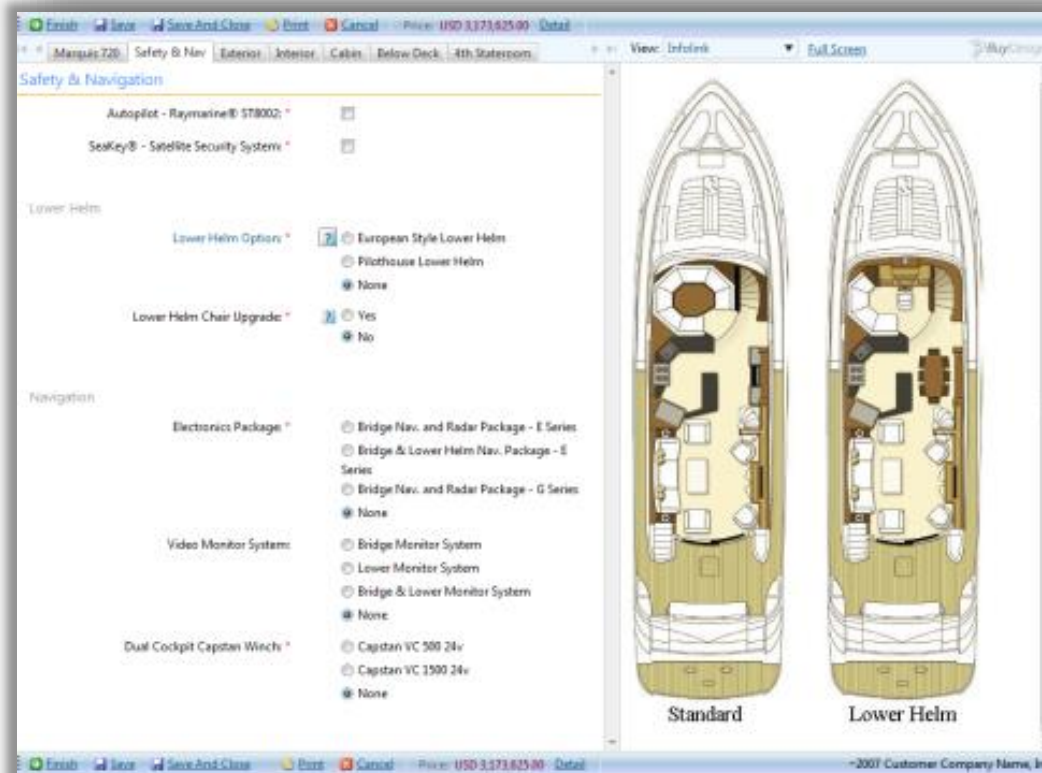 Finish Save Save And Close Print Cancel Price: USD 3,173,625.00 Detail
Marquis 720 Safety & Nav Exterior Interior Cabin Below Deck 4th Stateroom
View: Infolink Full Screen
Safety & Navigation
Autopilot - Raymarine® ST8002: *
SeaKey® - Satellite Security System: *
Lower Helm
Lower Helm Option: * ? European Style Lower Helm
Pilothouse Lower Helm
None
Lower Helm Chair Upgrade: * ? Yes
No
Navigation
Electronics Package: * Bridge Nav. and Radar Package - E Series
Bridge & Lower Helm Nav. Package - E
Series
Bridge Nav. and Radar Package - G Series
None
Video Monitor System: Bridge Monitor System
Lower Monitor System
Bridge & Lower Monitor System
None
Dual Cockpit Capstan Winch: * Capstan VC 500 24v
Capstan VC 1500 24v
None
Standard Lower Helm
Finish Save Save And Close Print Cancel Price: USD 3,173,625.00 Detail
~2007 Customer Company Name,